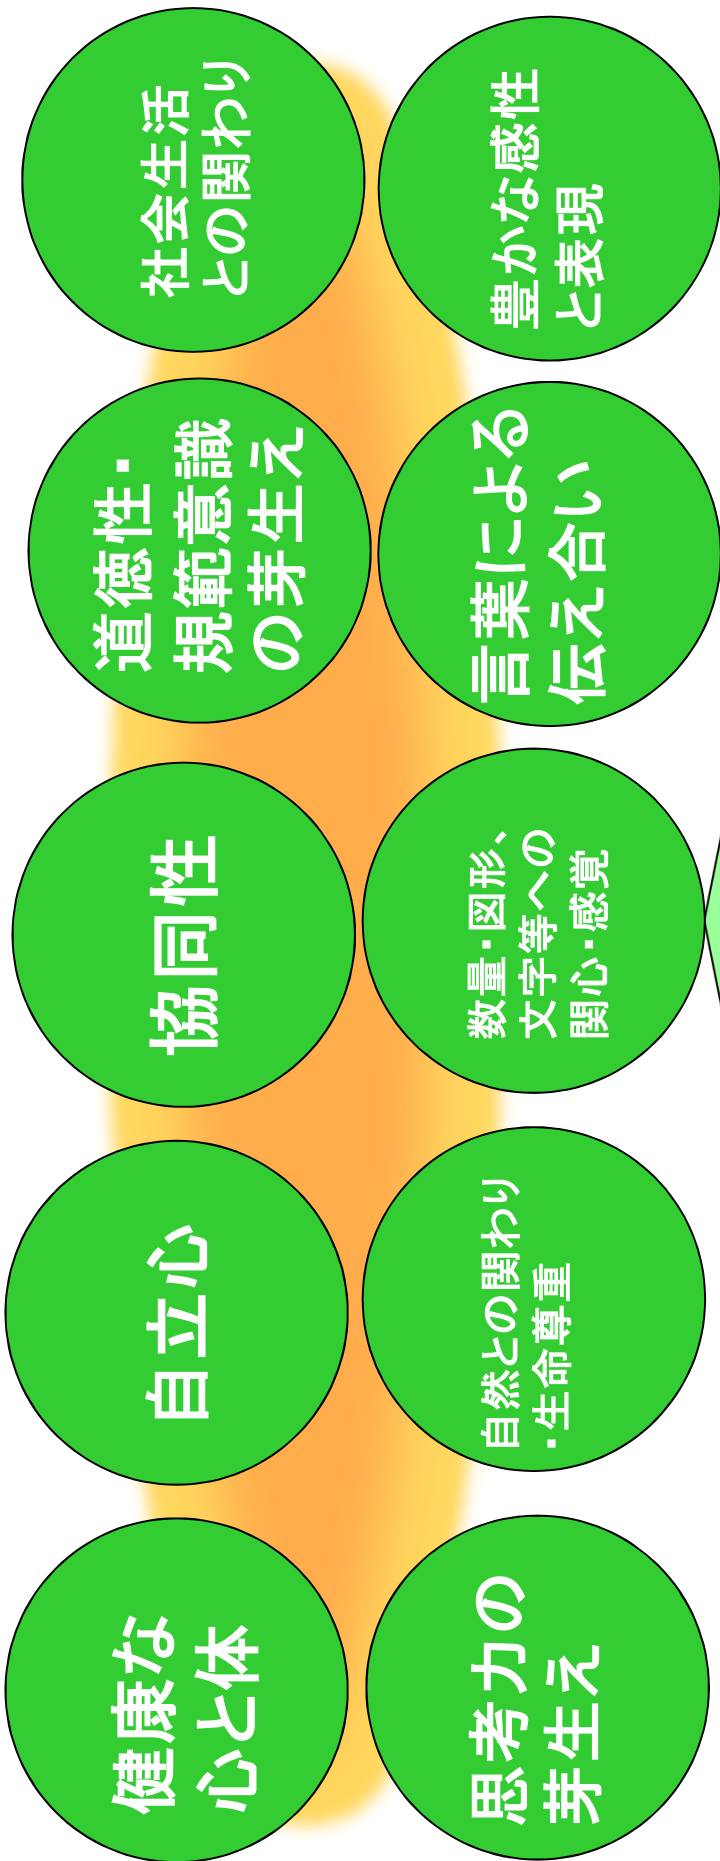 健康な
心と体
自立心
協同性
道徳性・
規範意識
の芽生え
社会生活
との関わり
思考力の
芽生え
自然との関わり
・生命尊重
数量・図形、
文字等への
関心・感覚
言葉による
伝え合い
豊かな感性
と表現